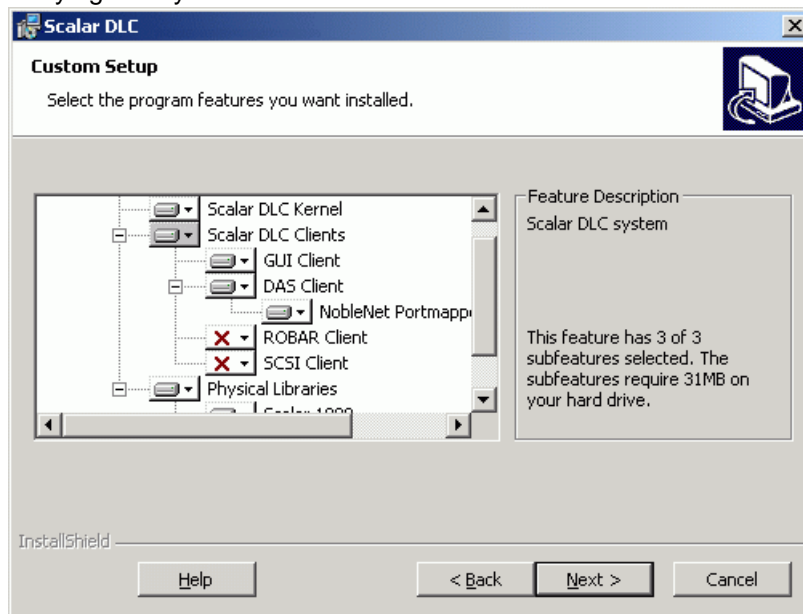 Scalar DLC
Custom Setup
Select the program features you want installed.
Scalar DLC Kernel
Scalar DLC Clients
GUI Client
DAS Client
NobleNet Portmapp
ROBAR Client
SCSI Client
Physical Libraries
Feature Description
Scalar DLC system
This feature has 3 of 3
subfeatures selected. The
subfeatures require 31MB on
your hard drive.
InstallShield
Help
< Back
Next >
Cancel